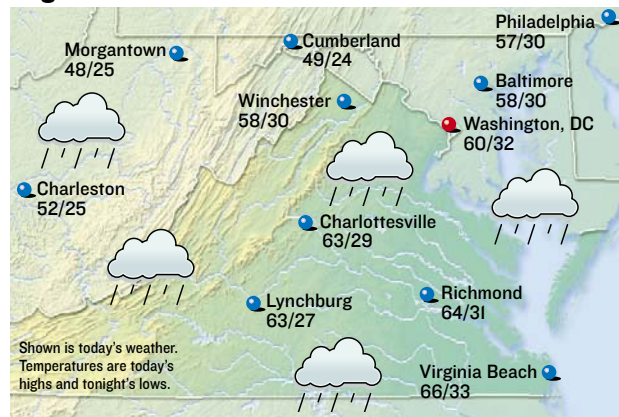 Philadelphia
57/30
Morgantown
48/25
Cumberland
49/24
Baltimore
58/30
Winchester
58/30
Washington, DC
60/32
Charleston
52/25
Charlottesville
63/29
Lynchburg
63/27
Richmond
64/31
Shown is today's weather.
Temperatures are today's
highs and tonight's lows.
Virginia Beach
66/33